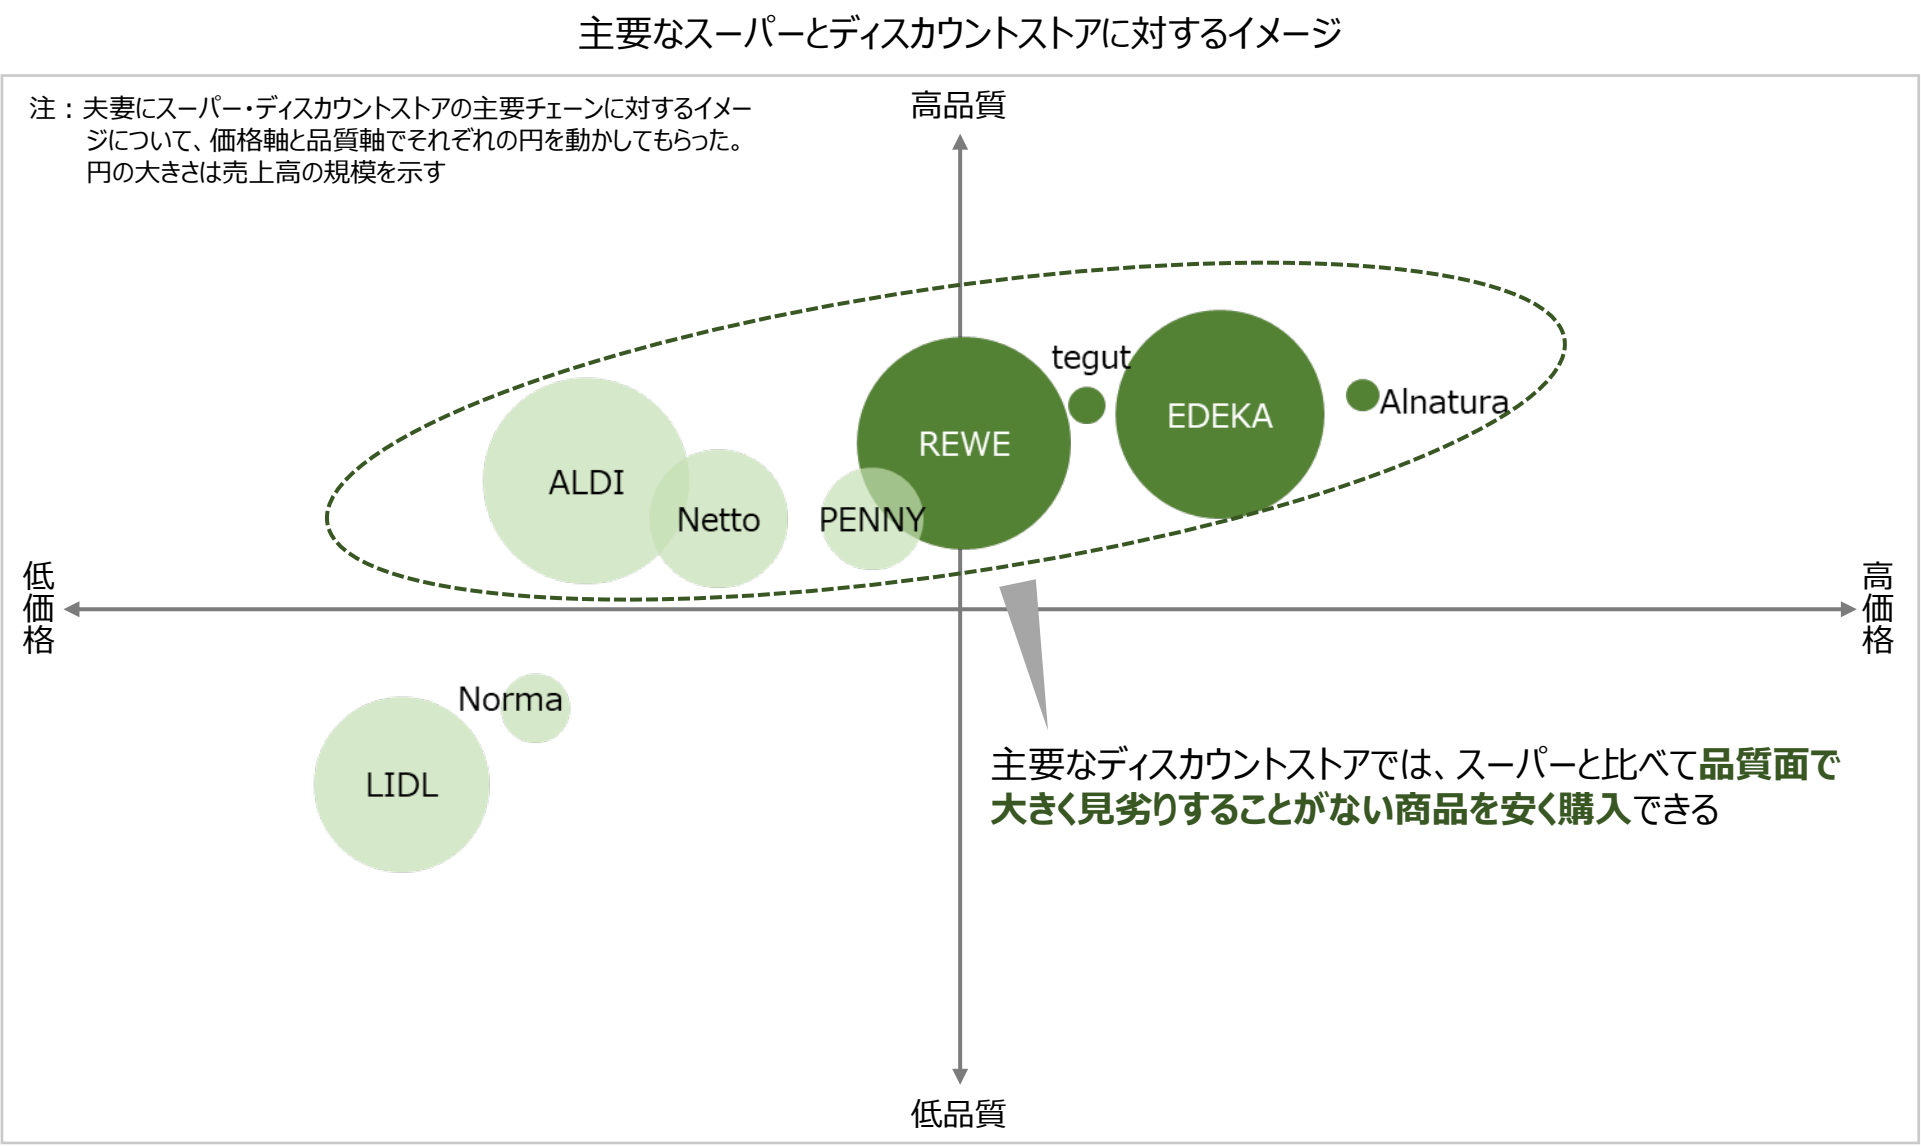 主要なスーパーとディスカウントストアに対するイメージ
注：夫妻にスーパー・ディスカウントストアの主要チェーンに対するイメー
ジについて、価格軸と品質軸でそれぞれの円を動かしてもらった。
円の大きさは売上高の規模を示す
高品質
tegut
Alnatura
EDEKA
REWE
ALDI
Netto
PENNY
低価格
高価格
Norma
LIDL
主要なディスカウントストアでは、スーパーと比べて品質面で
大きく見劣りすることがない商品を安く購入できる
低品質